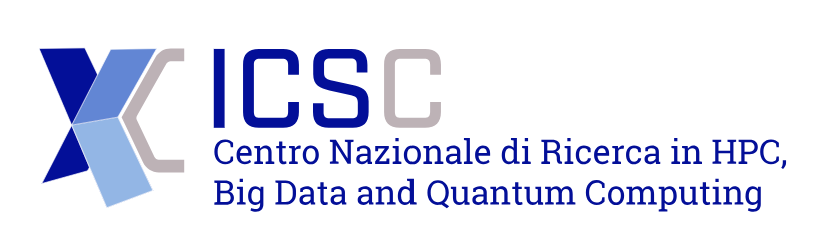 ICSC
Centro Nazionale di Ricerca in HPC,
Big Data and Quantum Computing